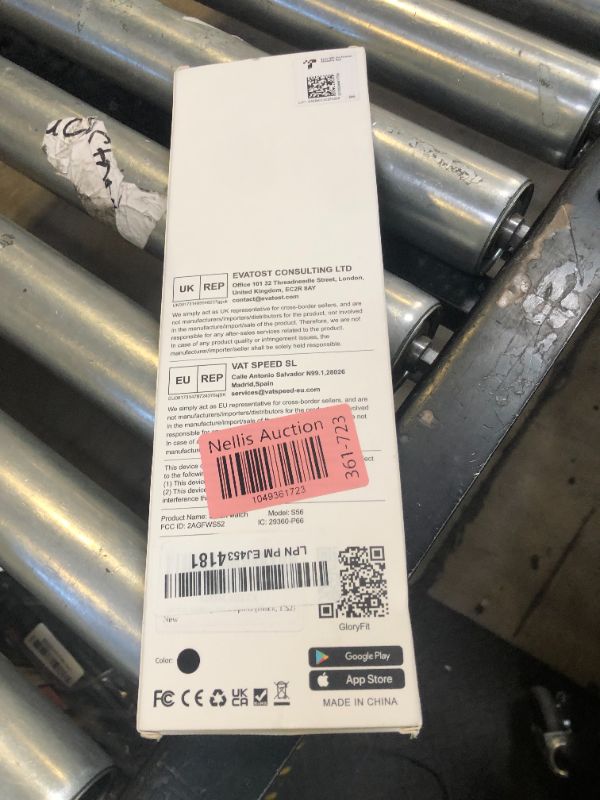 UK REP
EVATOST CONSULTING LTD
Office 101 32 Threadneedle Street, London,
United Kingdom, EC2R 8AY
contact@evatost.com
We simply act as UK representative for cross-border sellers, and are
not manufacturers/importers/distributors for the product, nor involved
in the manufacture/import/sale of the product. Therefore, we are not
responsible for any after-sales services related to the product.
In case of any product quality or infringement issues, the
manufacturer/importer/seller shall be solely held responsible.
EU REP
VAT SPEED SL
Calle Antonio Salvador N99.1,28026
Madrid,Spain
services@vatspeed-eu.com
We simply act as EU representative for cross-border sellers, and are
not manufacturers/importers/distributors for the
in the manufacture/import/sale of
responsible for
In case of
Nellis Auction
361-723
1049361723
This device
to the follow
(1) This device
(2) This device
interference
Product Name: Watch
Model: S56
FCC ID: 2AGFWS52
IC: 29360-P66
LPN PM EJ4534181
New
GloryFit
Color:
Google Play
App Store
FC CE UK CA
MADE IN CHINA